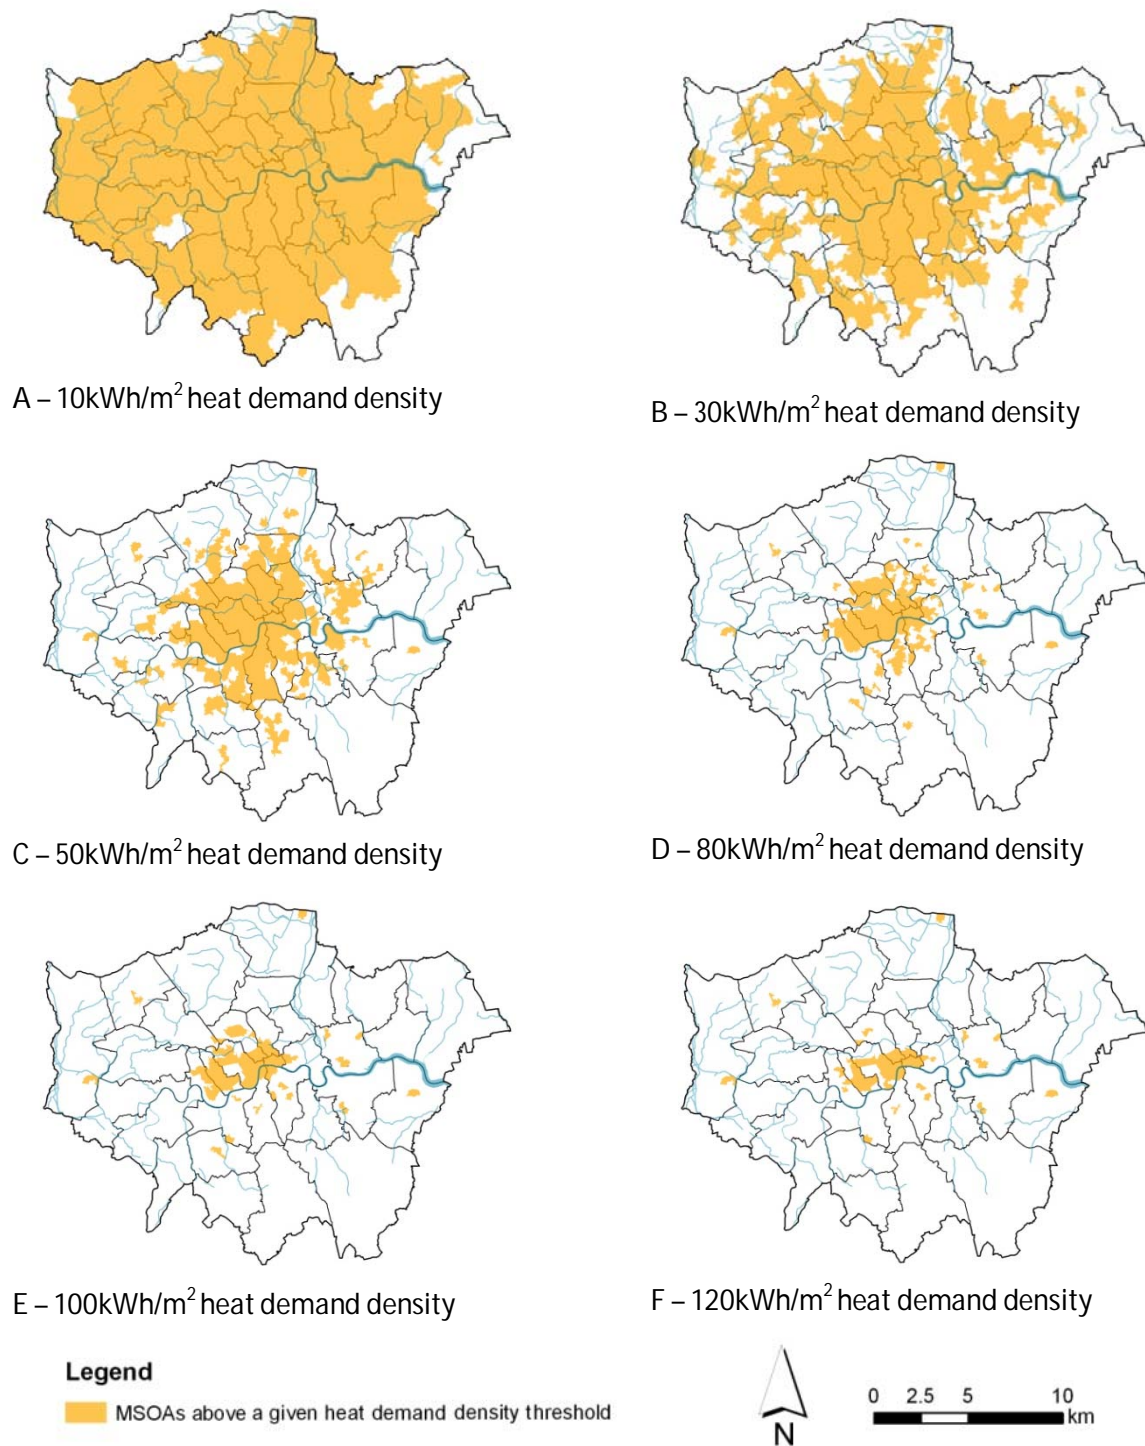 A – 10kWh/m² heat demand density
B – 30kWh/m² heat demand density
C – 50kWh/m² heat demand density
D – 80kWh/m² heat demand density
E – 100kWh/m² heat demand density
F – 120kWh/m² heat demand density
Legend
MSOAs above a given heat demand density threshold
N
0 2.5 5 10
km